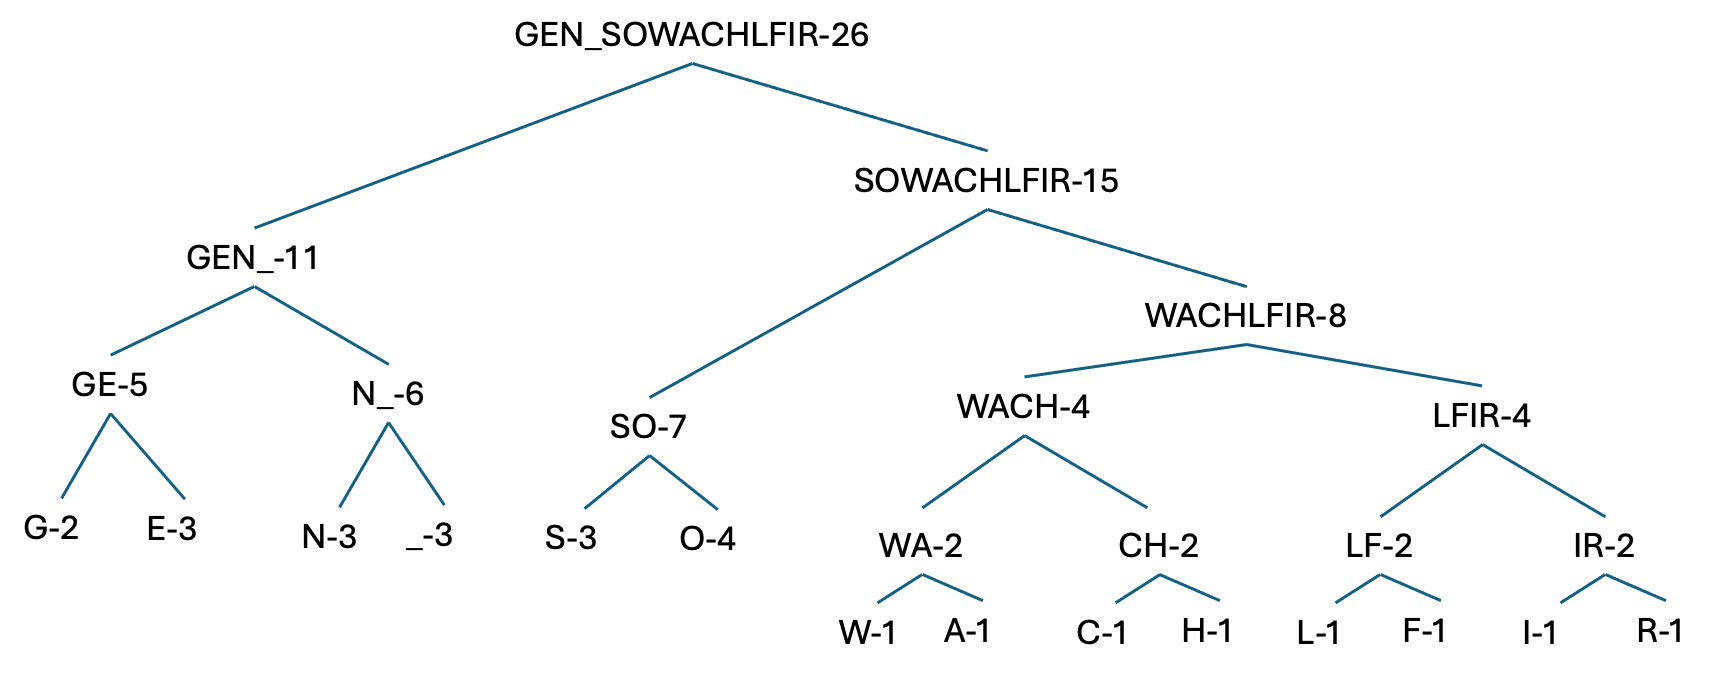 GEN_SOWACHLFIR-26
SOWACHLFIR-15
GEN_-11
WACHLFIR-8
GE-5
N_-6
SO-7
WACH-4
LFIR-4
G-2
E-3
N-3
_-3
S-3
O-4
WA-2
CH-2
LF-2
IR-2
W-1
A-1
C-1
H-1
L-1
F-1
I-1
R-1